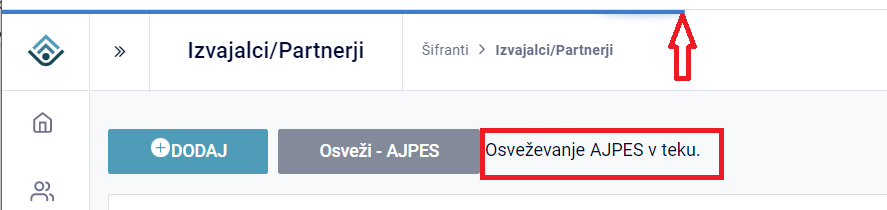 Izvajalci/Partnerji
Šifranti > Izvajalci/Partnerji
DODAJ
Osveži - AJPES
Osveževanje AJPES v teku.